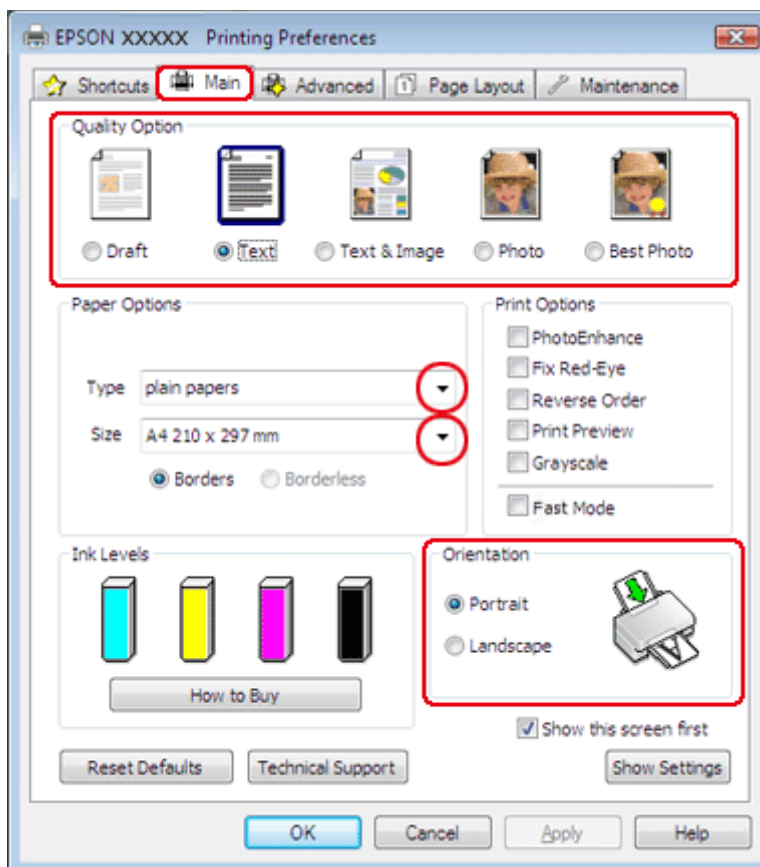 EPSON XXXXX Printing Preferences
Shortcuts Main Advanced 1 Page Layout Maintenance
Quality Option
Draft Text Text & Image Photo Best Photo
Paper Options
Type plain papers
Size A4 210 x 297 mm
Borders Borderless
Print Options
PhotoEnhance
Fix Red-Eye
Reverse Order
Print Preview
Grayscale
Fast Mode
Ink Levels
How to Buy
Orientation
Portrait
Landscape
Show this screen first
Reset Defaults Technical Support Show Settings
OK Cancel Apply Help